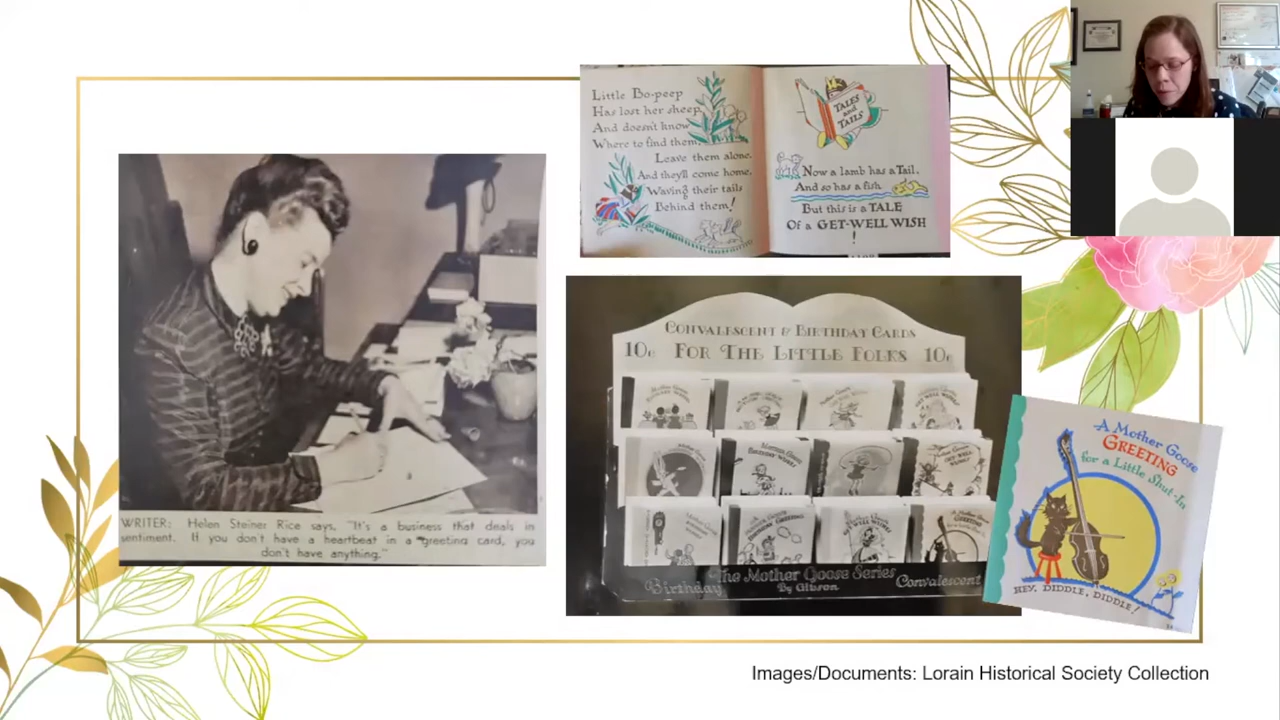 WRITER: Helen Steiner Rice says, "It's a business that deals in
sentiment. If you don't have a heartbeat in a greeting card, you
don't have anything."
Little Bo-peep
Has lost her sheep
And doesn't know
Where to find them,
Leave them alone,
And they'll come home,
Waving their tails
Behind them!
TALES
and
TAILS
Now a lamb has a Tail,
And so has a fish
But this is a TALE
Of a GET-WELL WISH
!
CONVALESCENT & BIRTHDAY CARDS
10c FOR THE LITTLE FOLKS 10c
Birthday The Mother Goose Series Convalescent
By Gibson
A Mother Goose
GREETING
for a Little Shut-In
HEY, DIDDLE, DIDDLE!
Images/Documents: Lorain Historical Society Collection